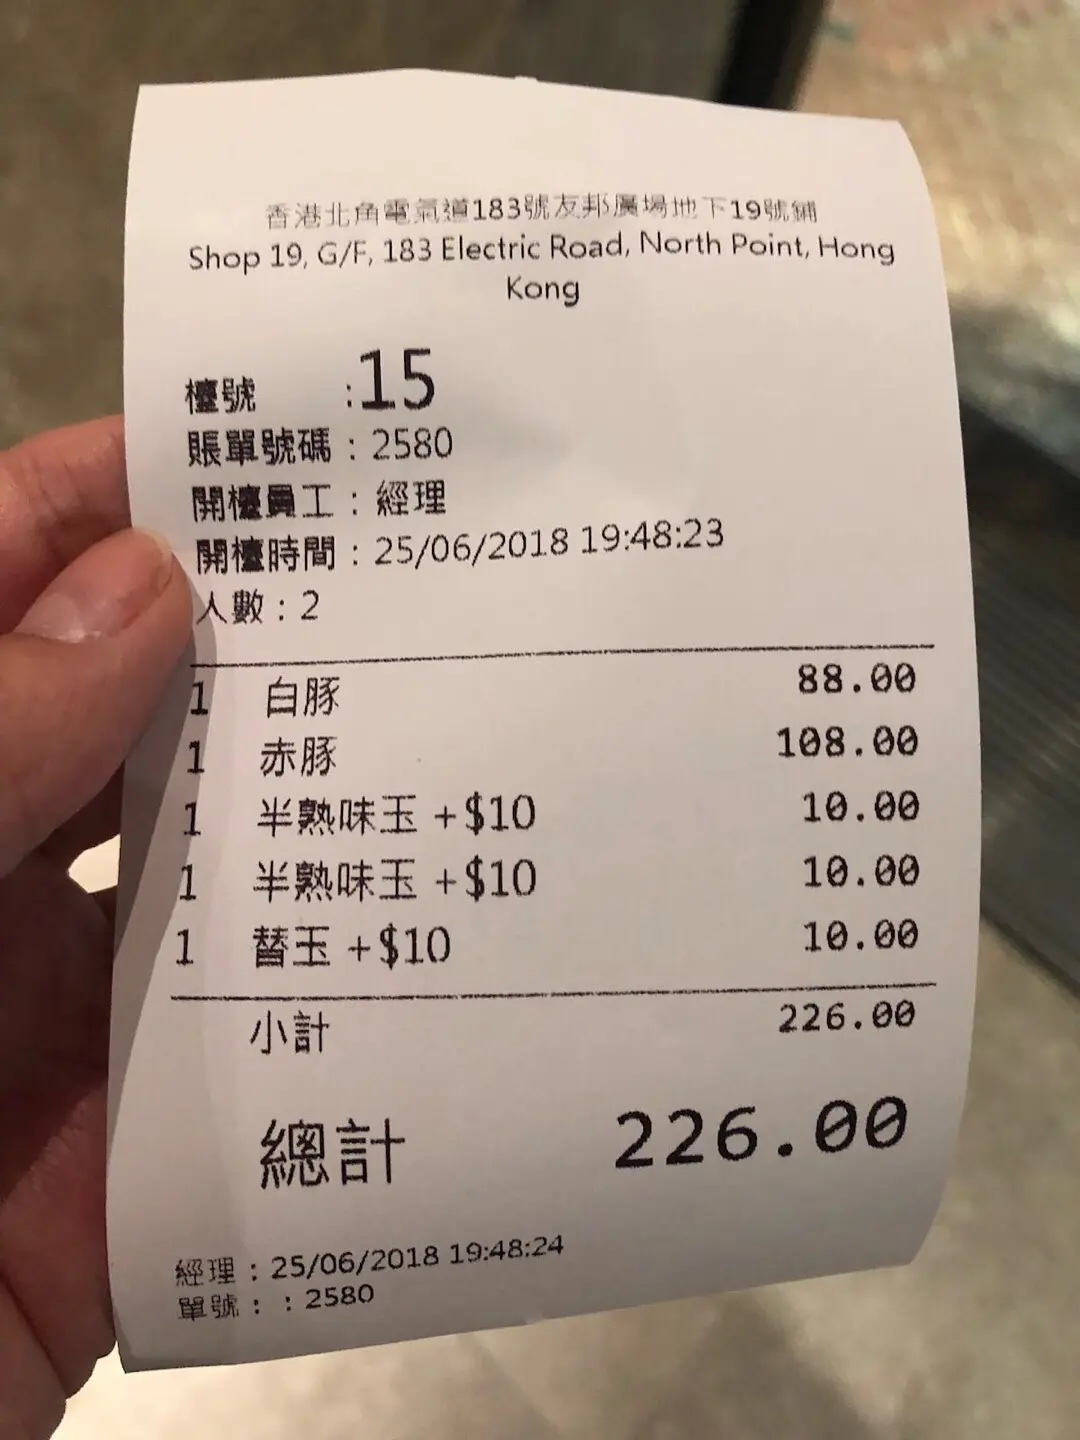 香港北角電氣道183號友邦廣場地下19號鋪
Shop 19, G/F, 183 Electric Road, North Point, Hong
Kong
檯號 :15
賬單號碼 : 2580
開檯員工 : 經理
開檯時間 : 25/06/2018 19:48:23
人數 : 2
1 白豚 88.00
1 赤豚 108.00
1 半熟味玉 +$10 10.00
1 半熟味玉 +$10 10.00
1 替玉 +$10 10.00
小計 226.00
總計 226.00
經理 : 25/06/2018 19:48:24
單號 : : 2580